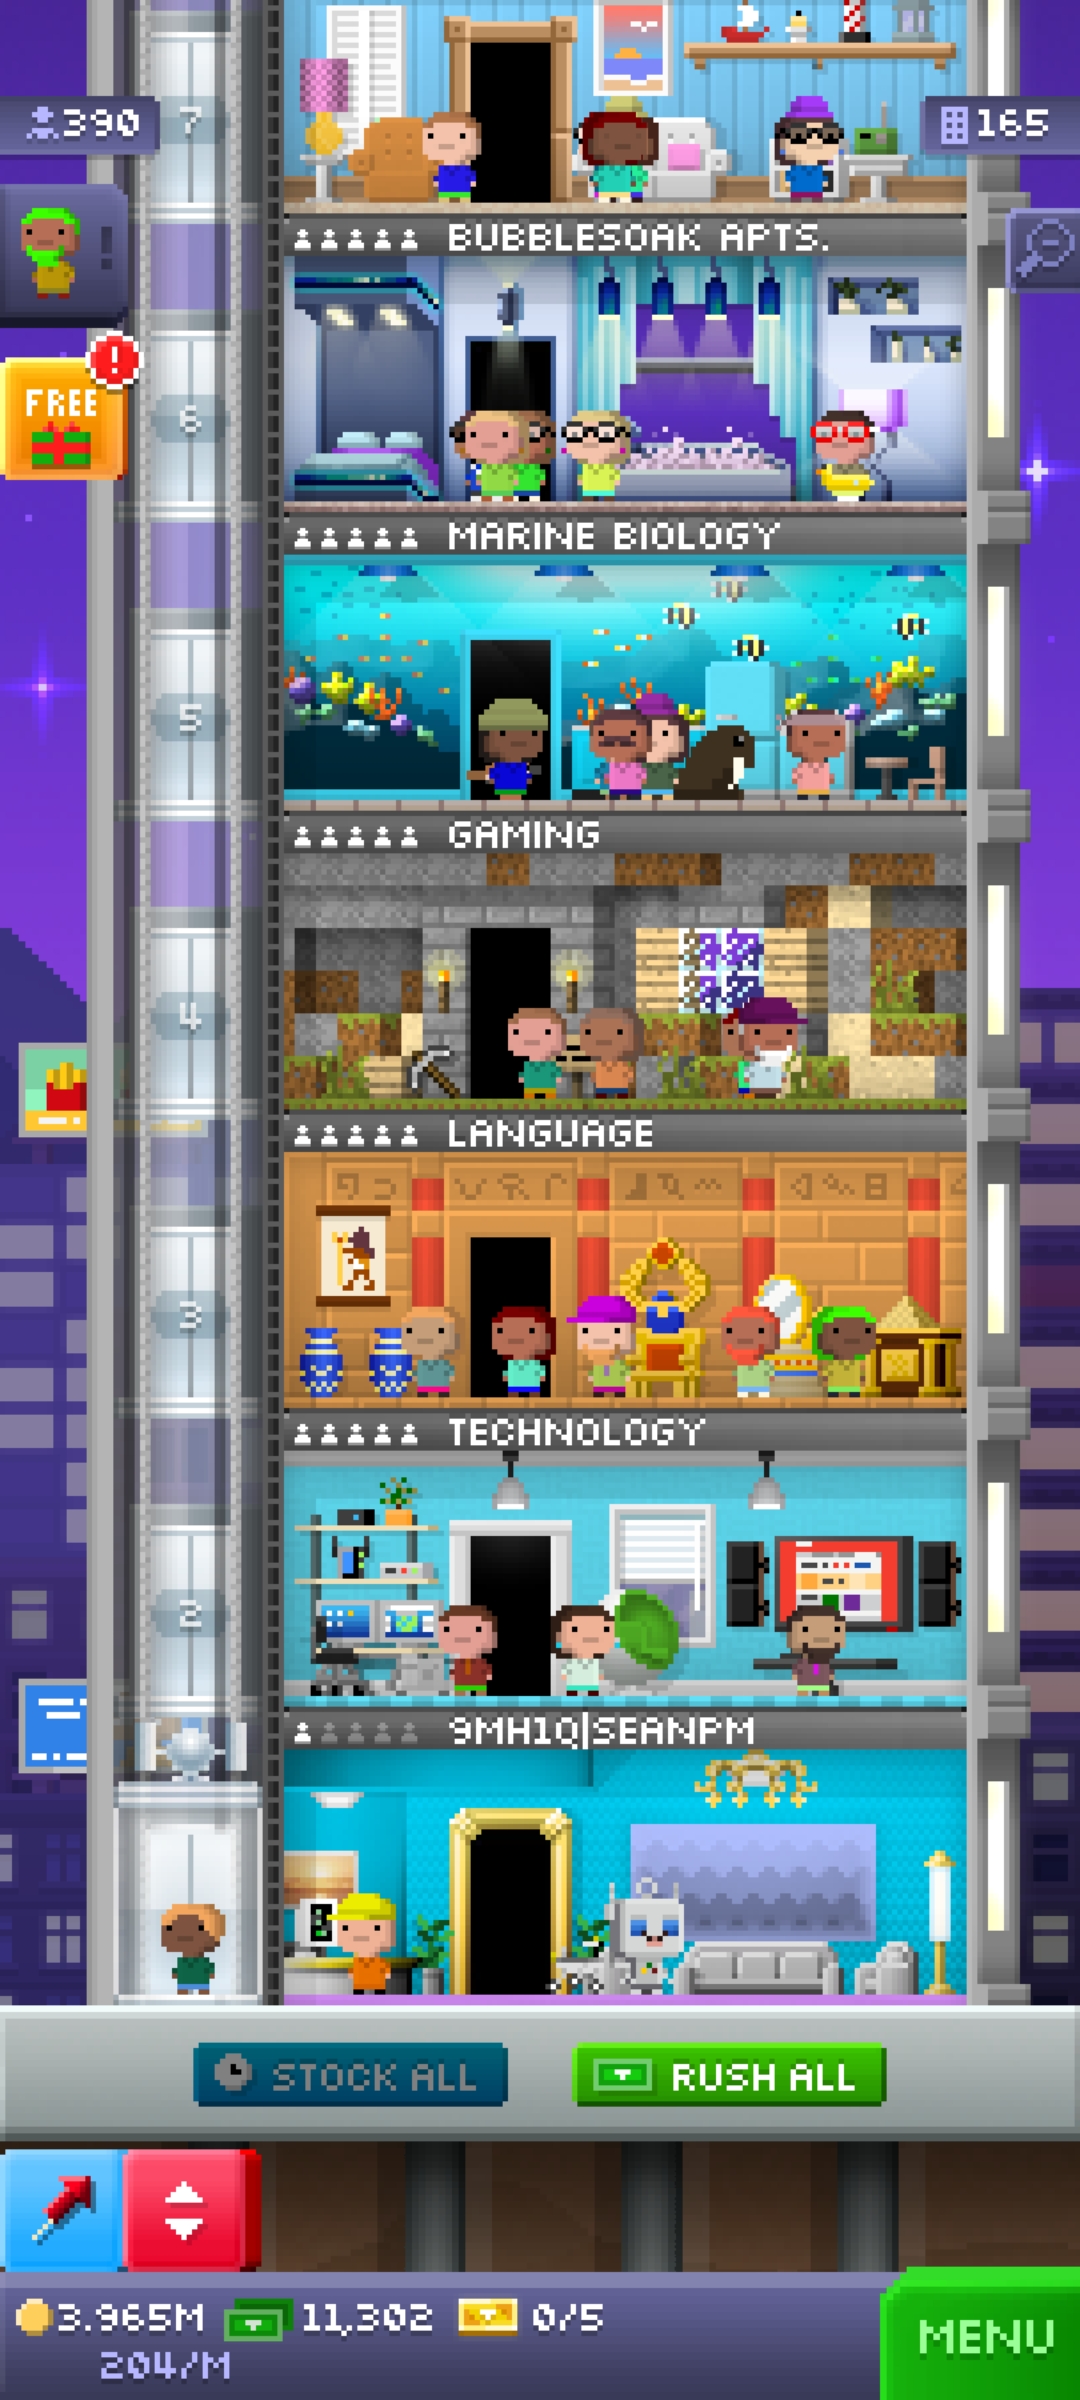 7
390
165
BUBBLESOAK APTS.
!
FREE
6
MARINE BIOLOGY
5
GAMING
4
LANGUAGE
3
TECHNOLOGY
2
9MH1Q|SEANPM
STOCK ALL
RUSH ALL
3.965M 11,302 0/5
204/M
MENU